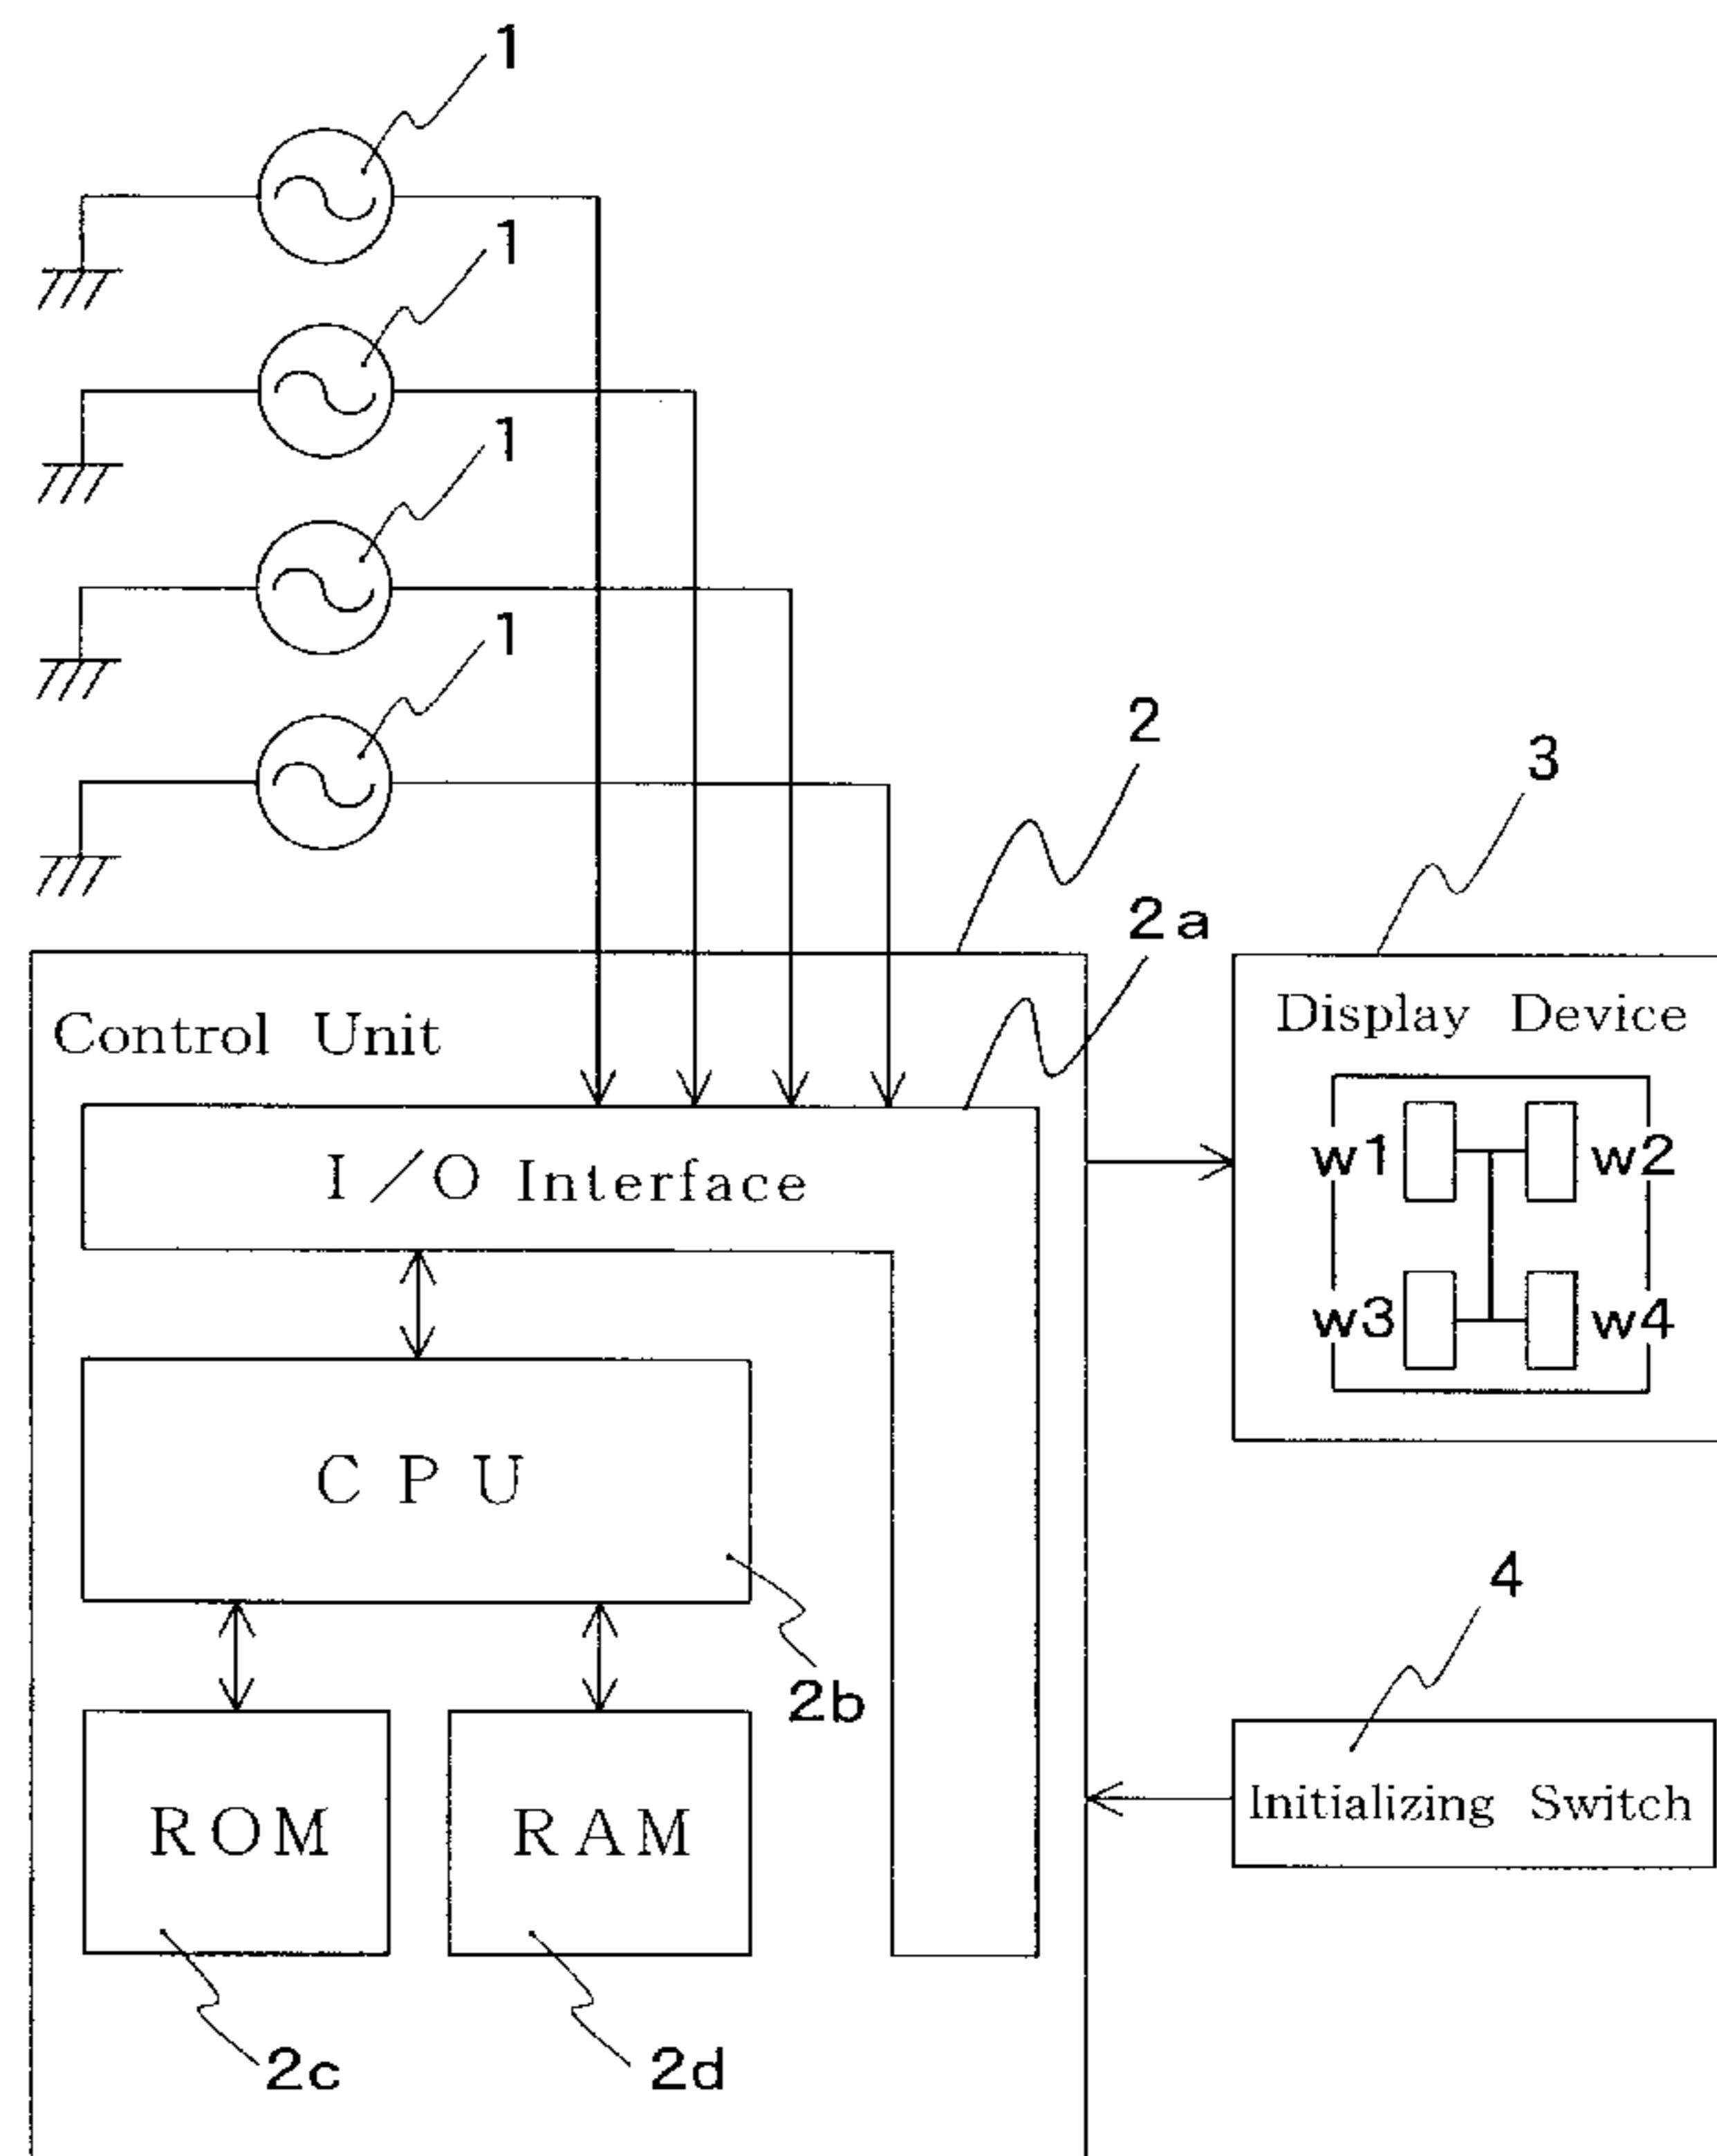 1
1
1
1
2
3
2a
Control Unit
Display Device
I/O Interface
w1
w2
w3
w4
CPU
4
2b
ROM
RAM
Initializing Switch
2c
2d